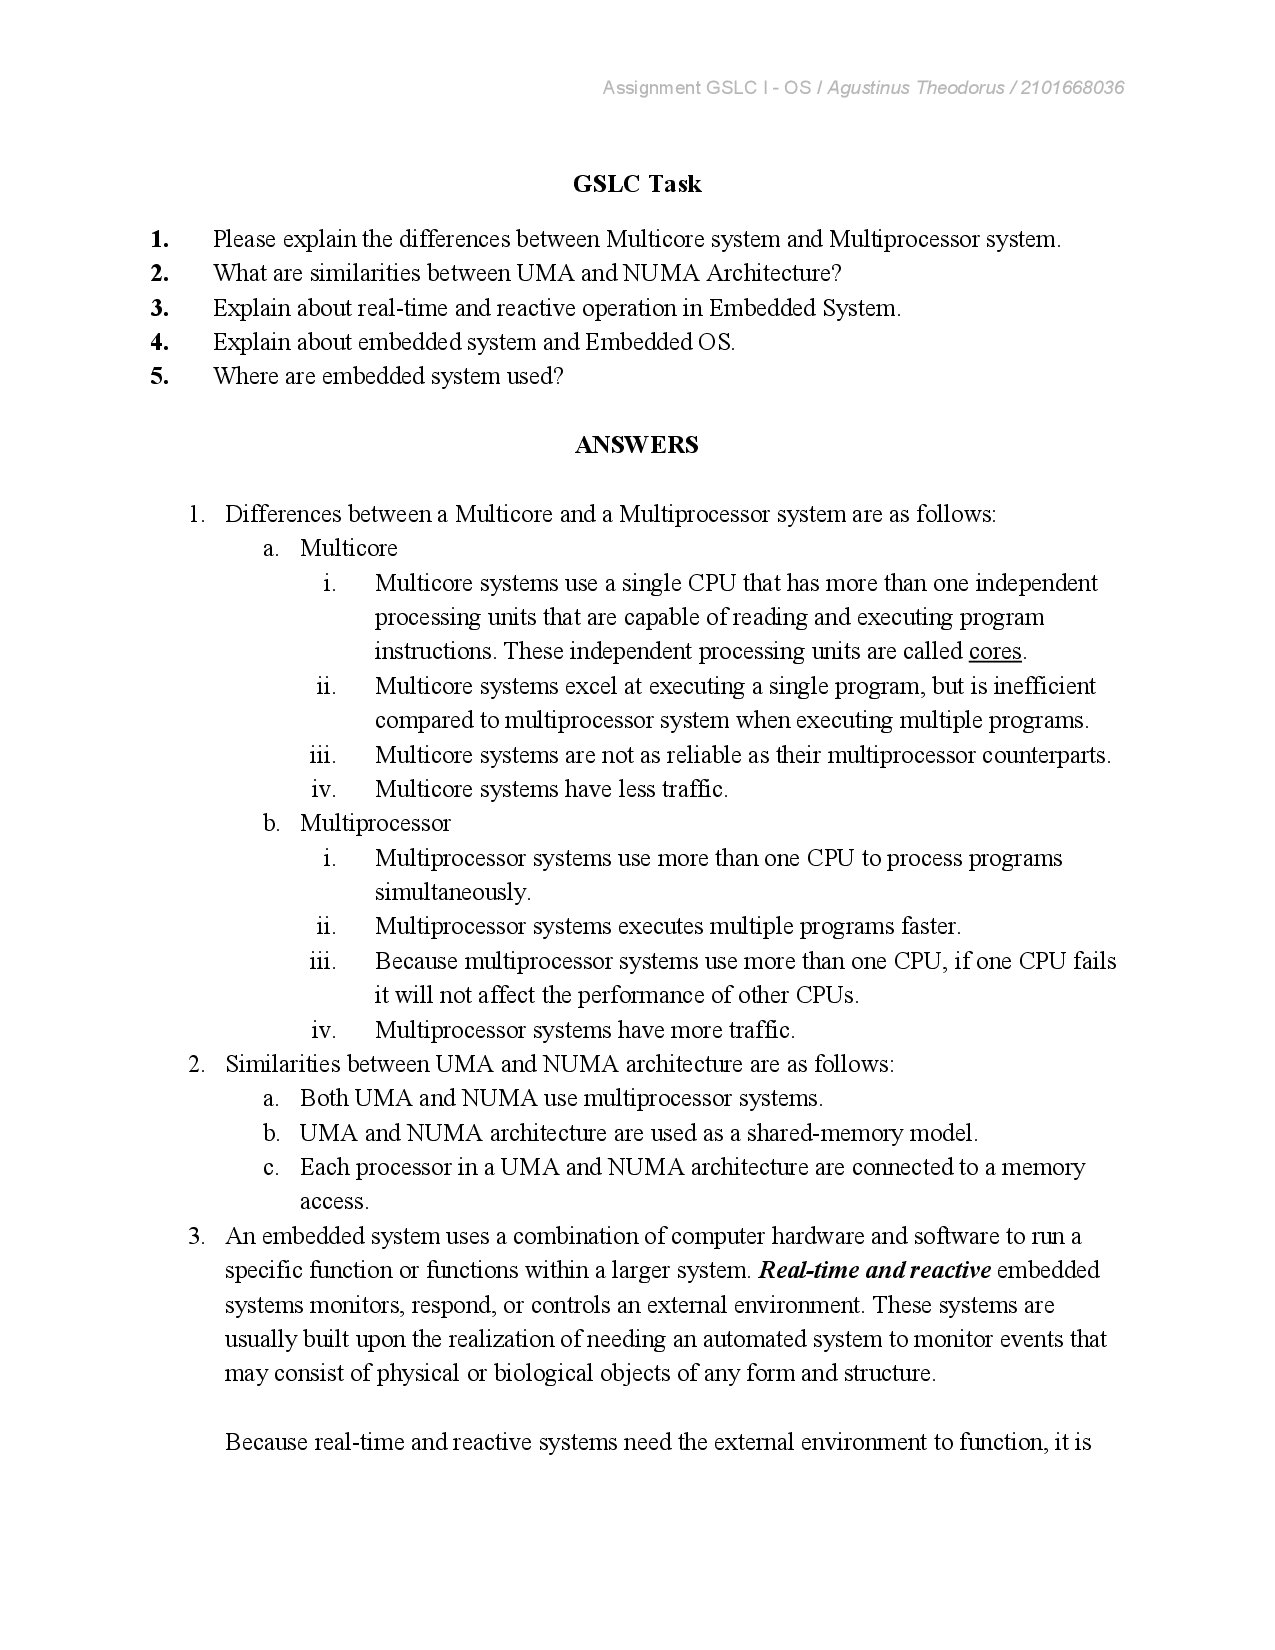 Assignment GSLC I - OS / Agustinus Theodorus / 2101668036
GSLC Task
1. Please explain the differences between Multicore system and Multiprocessor system.
2. What are similarities between UMA and NUMA Architecture?
3. Explain about real-time and reactive operation in Embedded System.
4. Explain about embedded system and Embedded OS.
5. Where are embedded system used?
ANSWERS
1. Differences between a Multicore and a Multiprocessor system are as follows:
a. Multicore
i. Multicore systems use a single CPU that has more than one independent
processing units that are capable of reading and executing program
instructions. These independent processing units are called cores.
ii. Multicore systems excel at executing a single program, but is inefficient
compared to multiprocessor system when executing multiple programs.
iii. Multicore systems are not as reliable as their multiprocessor counterparts.
iv. Multicore systems have less traffic.
b. Multiprocessor
i. Multiprocessor systems use more than one CPU to process programs
simultaneously.
ii. Multiprocessor systems executes multiple programs faster.
iii. Because multiprocessor systems use more than one CPU, if one CPU fails
it will not affect the performance of other CPUs.
iv. Multiprocessor systems have more traffic.
2. Similarities between UMA and NUMA architecture are as follows:
a. Both UMA and NUMA use multiprocessor systems.
b. UMA and NUMA architecture are used as a shared-memory model.
c. Each processor in a UMA and NUMA architecture are connected to a memory
access.
3. An embedded system uses a combination of computer hardware and software to run a
specific function or functions within a larger system. Real-time and reactive embedded
systems monitors, respond, or controls an external environment. These systems are
usually built upon the realization of needing an automated system to monitor events that
may consist of physical or biological objects of any form and structure.
Because real-time and reactive systems need the external environment to function, it is